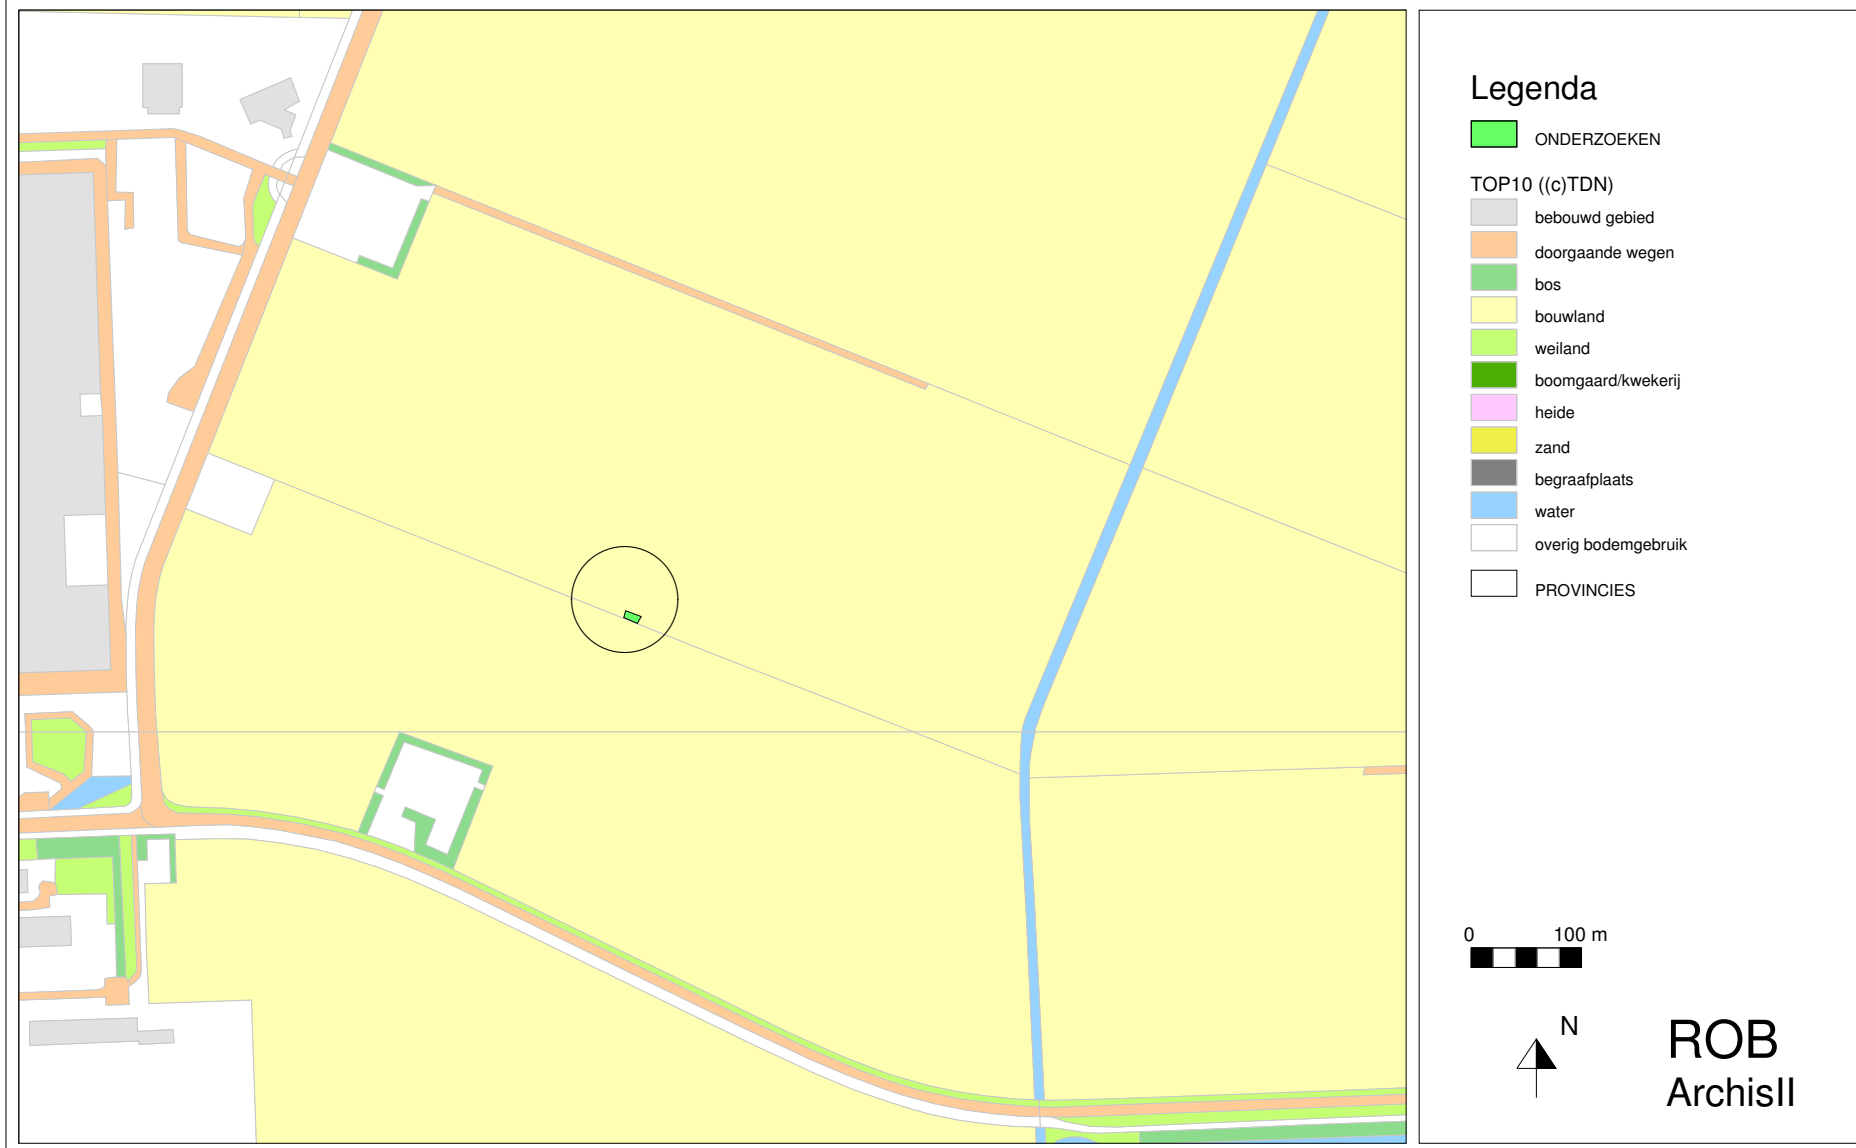 Legenda
ONDERZOEKEN
TOP10 ((c)TDN)
bebouwd gebied
doorgaande wegen
bos
bouwland
weiland
boomgaard/kwekerij
heide
zand
begraafplaats
water
overig bodemgebruik
PROVINCIES
0 100 m
N
ROB
ArchisII